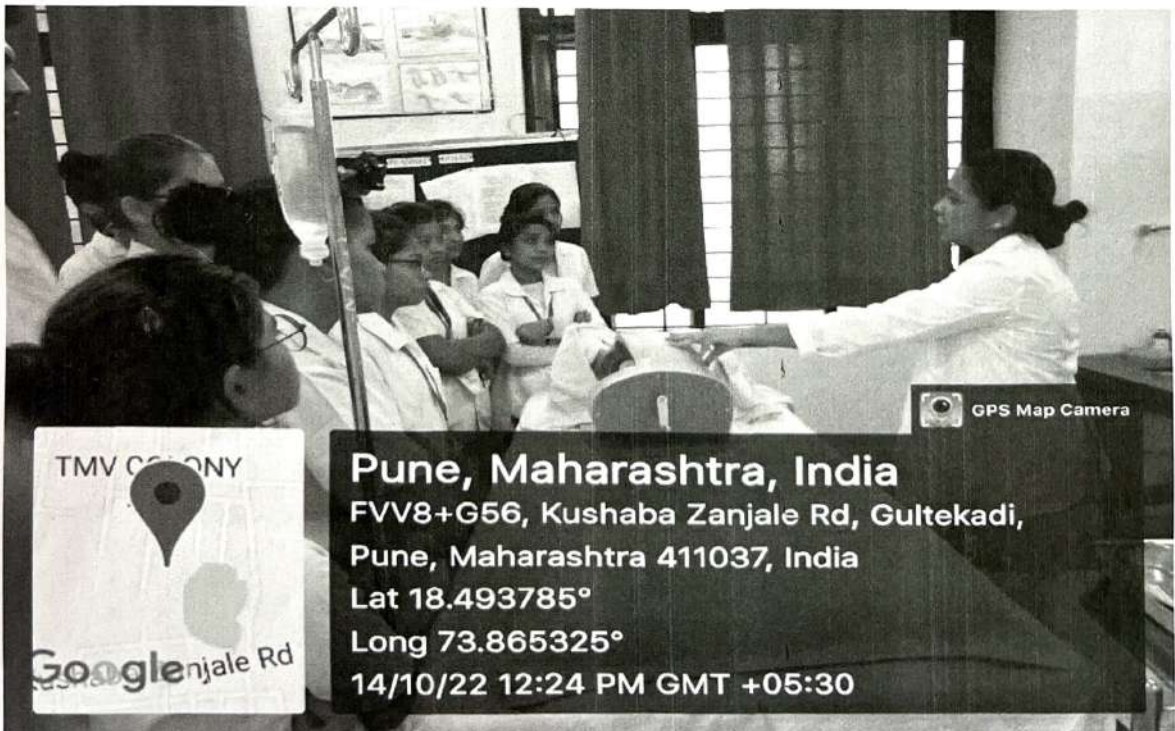 GPS Map Camera
TMV COLONY
Google
njale Rd
Pune, Maharashtra, India
FVV8+G56, Kushaba Zanjale Rd, Gultekadi,
Pune, Maharashtra 411037, India
Lat 18.493785°
Long 73.865325°
14/10/22 12:24 PM GMT +05:30